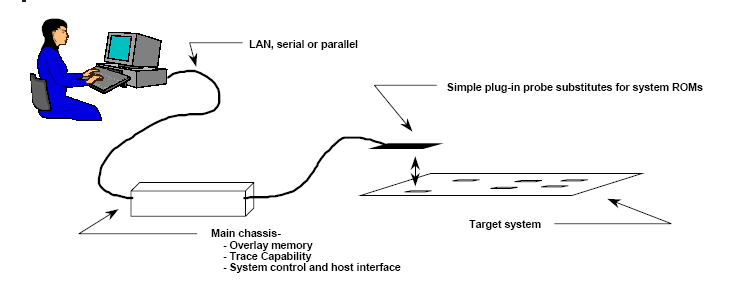 LAN, serial or parallel
Simple plug-in probe substitutes for system ROMs
Target system
Main chassis-
- Overlay memory
- Trace Capability
- System control and host interface